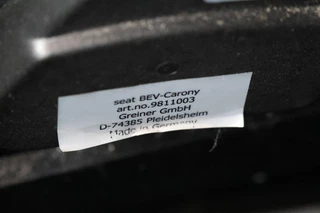 seat BEV-Carony
art.no.9811003
Greiner GmbH
D-74385 Pleidelsheim
Made in Germany